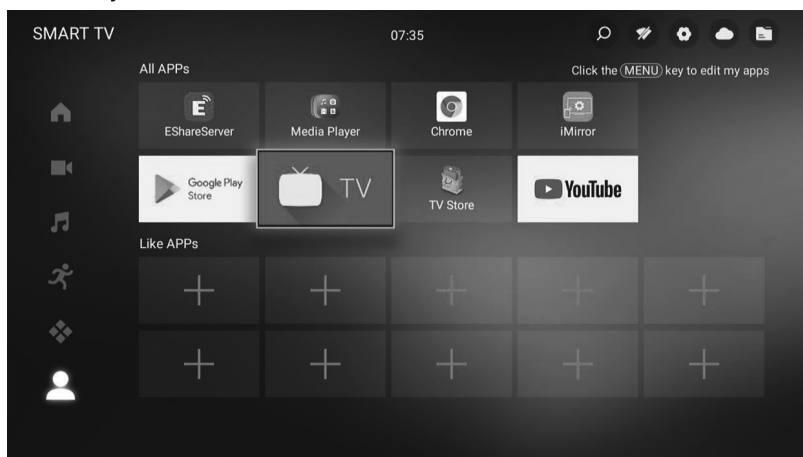 SMART TV
07:35
All APPs
Click the MENU key to edit my apps
EShareServer
Media Player
Chrome
iMirror
Google Play
Store
TV
TV Store
YouTube
Like APPs